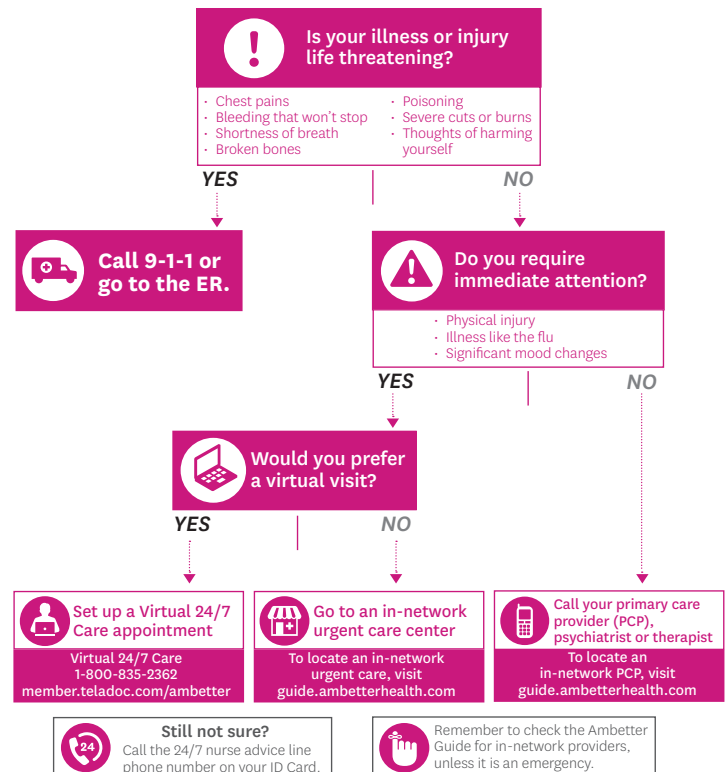 Is your illness or injury
life threatening?
· Chest pains
· Bleeding that won't stop
· Shortness of breath
· Broken bones
· Poisoning
· Severe cuts or burns
· Thoughts of harming
yourself
YES
NO
Call 9-1-1 or
go to the ER.
Do you require
immediate attention?
· Physical injury
· Illness like the flu
· Significant mood changes
YES
NO
Would you prefer
a virtual visit?
YES
NO
Set up a Virtual 24/7
Care appointment
Virtual 24/7 Care
1-800-835-2362
member.teladoc.com/ambetter
Go to an in-network
urgent care center
To locate an in-network
urgent care, visit
guide.ambetterhealth.com
Call your primary care
provider (PCP),
psychiatrist or therapist
To locate an
in-network PCP, visit
guide.ambetterhealth.com
24
Still not sure?
Call the 24/7 nurse advice line
phone number on your ID Card.
Remember to check the Ambetter
Guide for in-network providers,
unless it is an emergency.